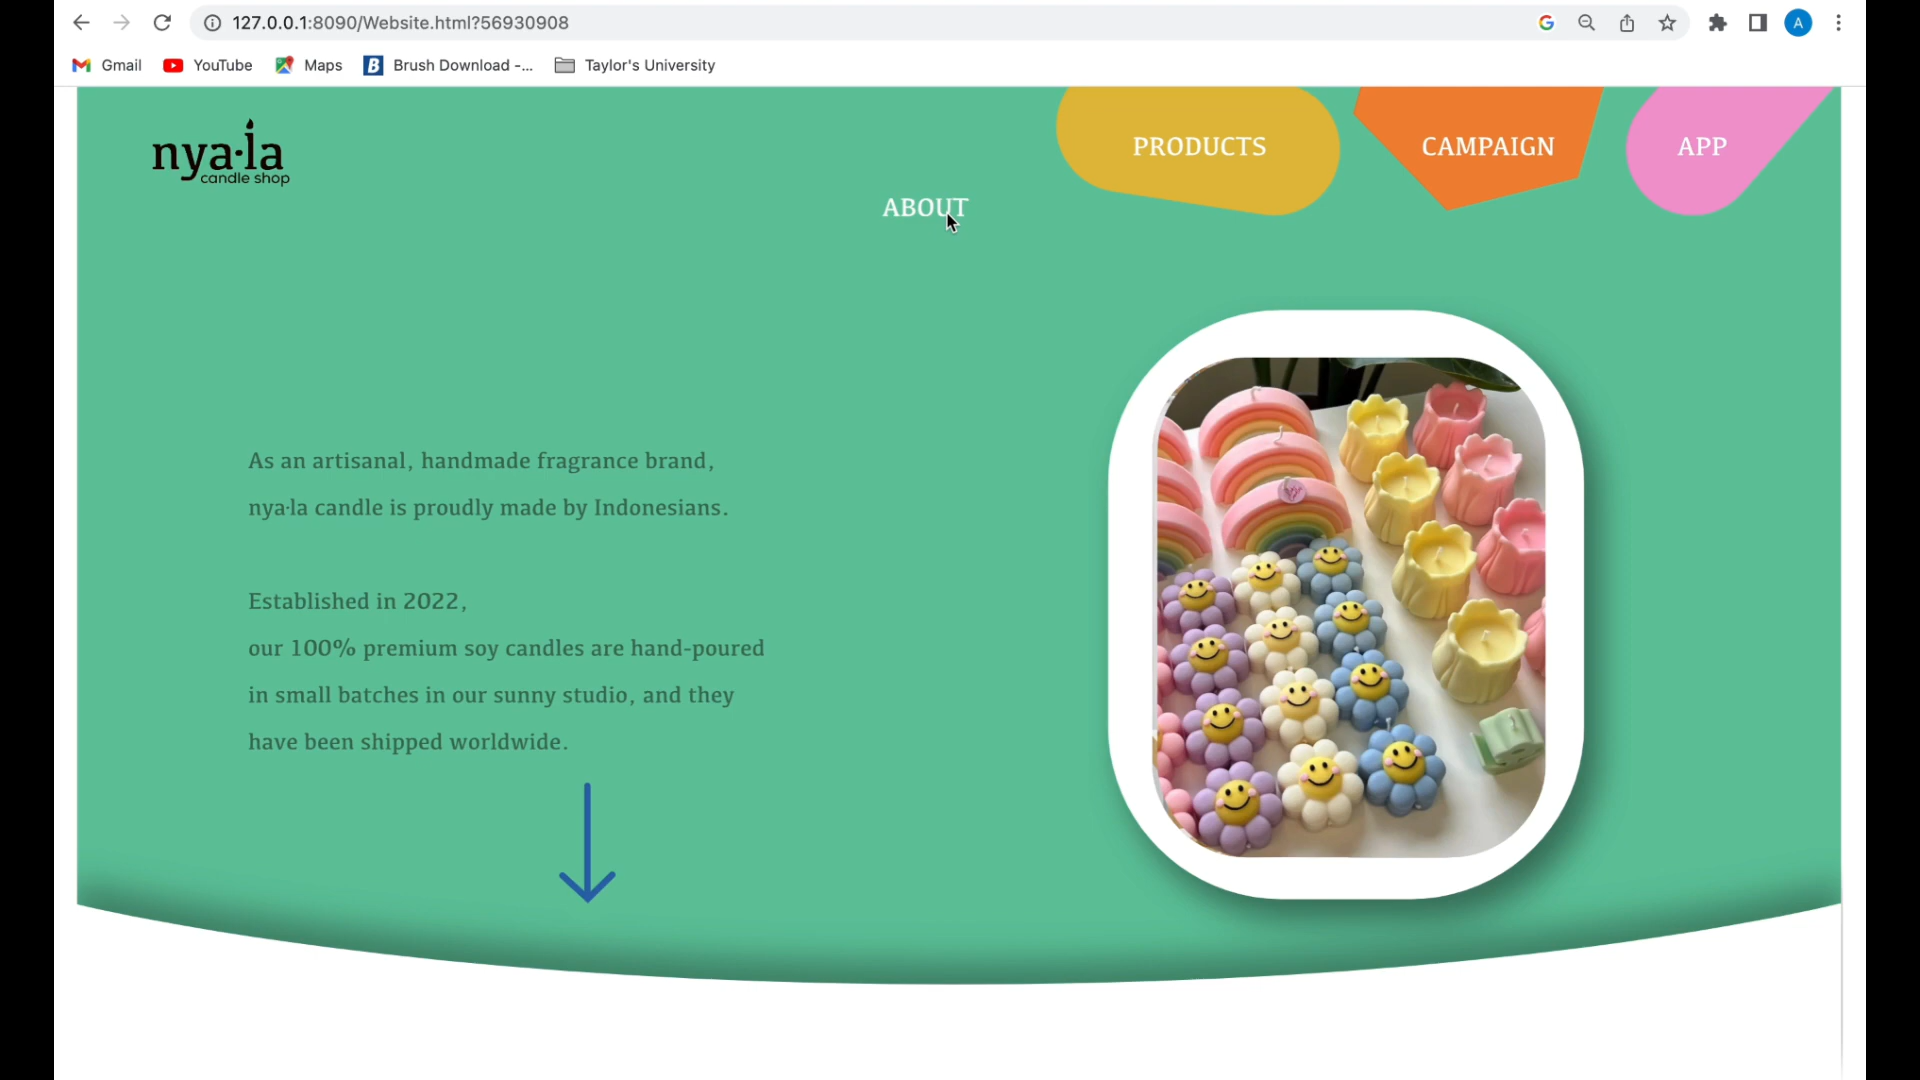 127.0.0.1:8090/Website.html?56930908
A
Gmail
YouTube
Maps
B
Brush Download -...
Taylor's University
nya·la
candle shop
PRODUCTS
CAMPAIGN
APP
ABOUT
As an artisanal, handmade fragrance brand,
nya·la candle is proudly made by Indonesians.
Established in 2022,
our 100% premium soy candles are hand-poured
in small batches in our sunny studio, and they
have been shipped worldwide.